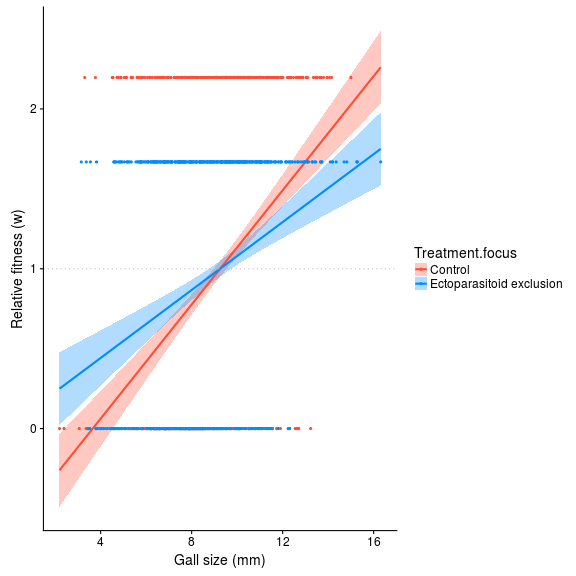 Relative fitness (w)
2
1
0
4 8 12 16
Gall size (mm)
Treatment.focus
Control
Ectoparasitoid exclusion